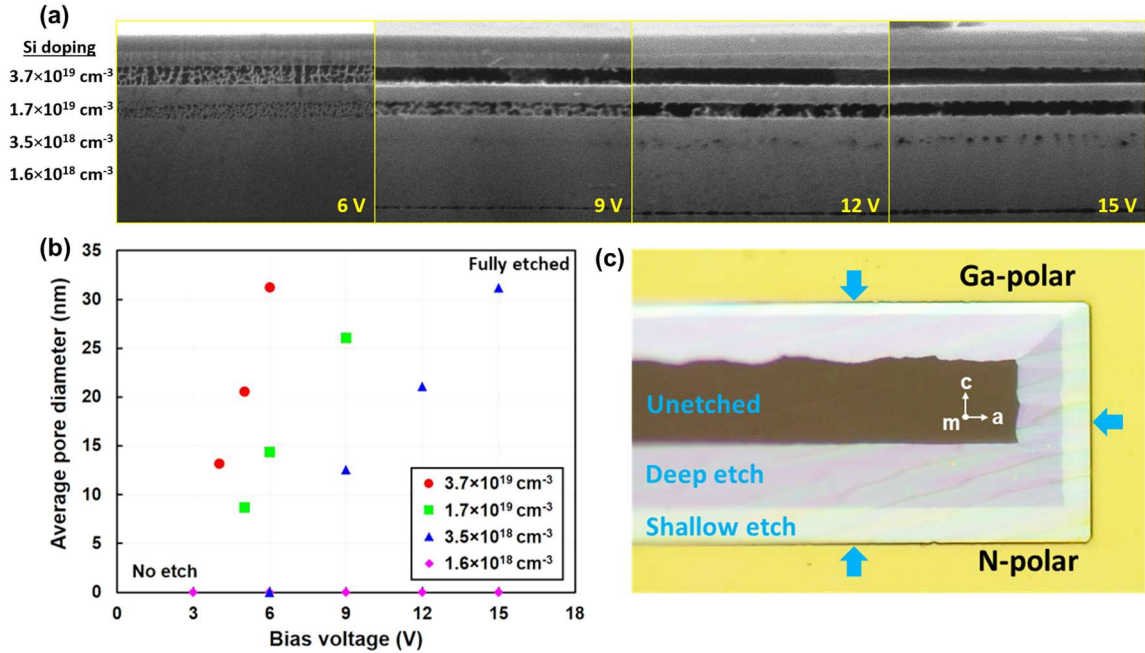 (a)
Si doping
3.7×10¹⁹ cm⁻³
1.7×10¹⁹ cm⁻³
3.5×10¹⁸ cm⁻³
1.6×10¹⁸ cm⁻³
6 V
9 V
12 V
15 V
(b)
35
30
25
20
15
10
5
0
Average pore diameter (nm)
Fully etched
No etch
3.7×10¹⁹ cm⁻³
1.7×10¹⁹ cm⁻³
3.5×10¹⁸ cm⁻³
1.6×10¹⁸ cm⁻³
0 3 6 9 12 15 18
Bias voltage (V)
(c)
Ga-polar
Unetched
c
m a
Deep etch
Shallow etch
N-polar